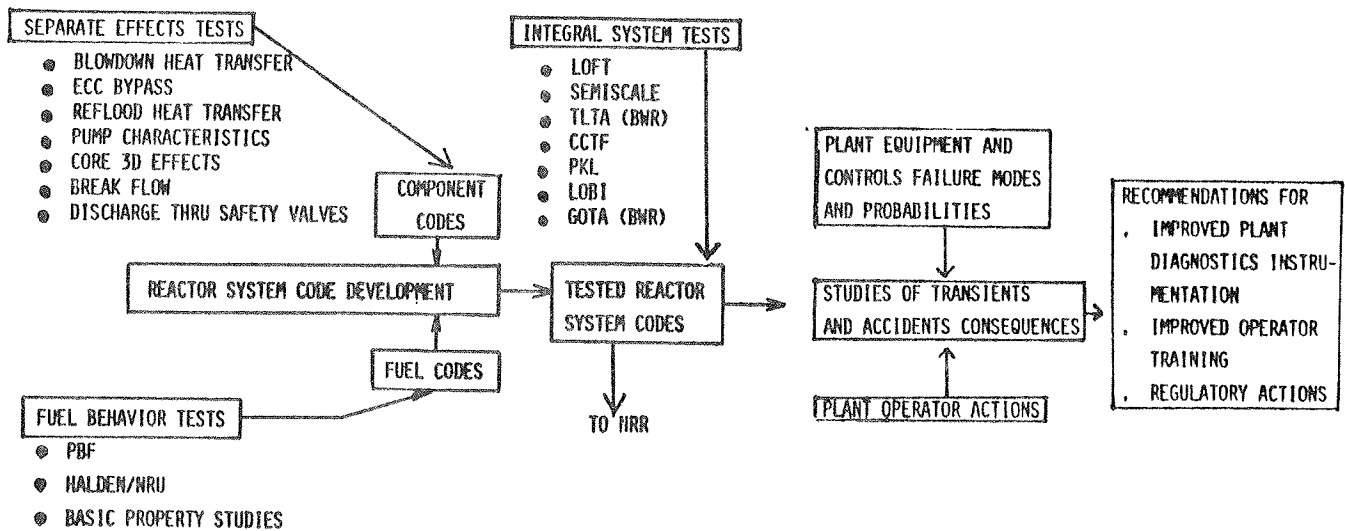 SEPARATE EFFECTS TESTS
● BLOWDOWN HEAT TRANSFER
● ECC BYPASS
● REFLOOD HEAT TRANSFER
● PUMP CHARACTERISTICS
● CORE 3D EFFECTS
● BREAK FLOW
● DISCHARGE THRU SAFETY VALVES
COMPONENT
CODES
REACTOR SYSTEM CODE DEVELOPMENT
FUEL CODES
FUEL BEHAVIOR TESTS
● PBF
● HALDEN/NRU
● BASIC PROPERTY STUDIES
INTEGRAL SYSTEM TESTS
● LOFT
● SEMISCALE
● TLTA (BWR)
● CCTF
● PKL
● LOBI
● GOTA (BWR)
TESTED REACTOR
SYSTEM CODES
TO NRR
PLANT EQUIPMENT AND
CONTROLS FAILURE MODES
AND PROBABILITIES
STUDIES OF TRANSIENTS
AND ACCIDENTS CONSEQUENCES
PLANT OPERATOR ACTIONS
RECOMMENDATIONS FOR
. IMPROVED PLANT
DIAGNOSTICS INSTRU-
MENTATION
. IMPROVED OPERATOR
TRAINING
. REGULATORY ACTIONS